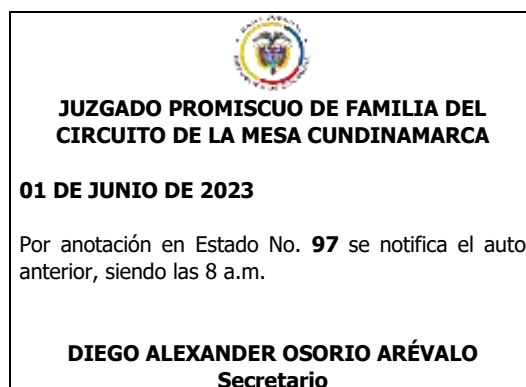 JUZGADO PROMISCUO DE FAMILIA DEL
CIRCUITO DE LA MESA CUNDINAMARCA
01 DE JUNIO DE 2023
Por anotación en Estado No. 97 se notifica el auto
anterior, siendo las 8 a.m.
DIEGO ALEXANDER OSORIO ARÉVALO
Secretario